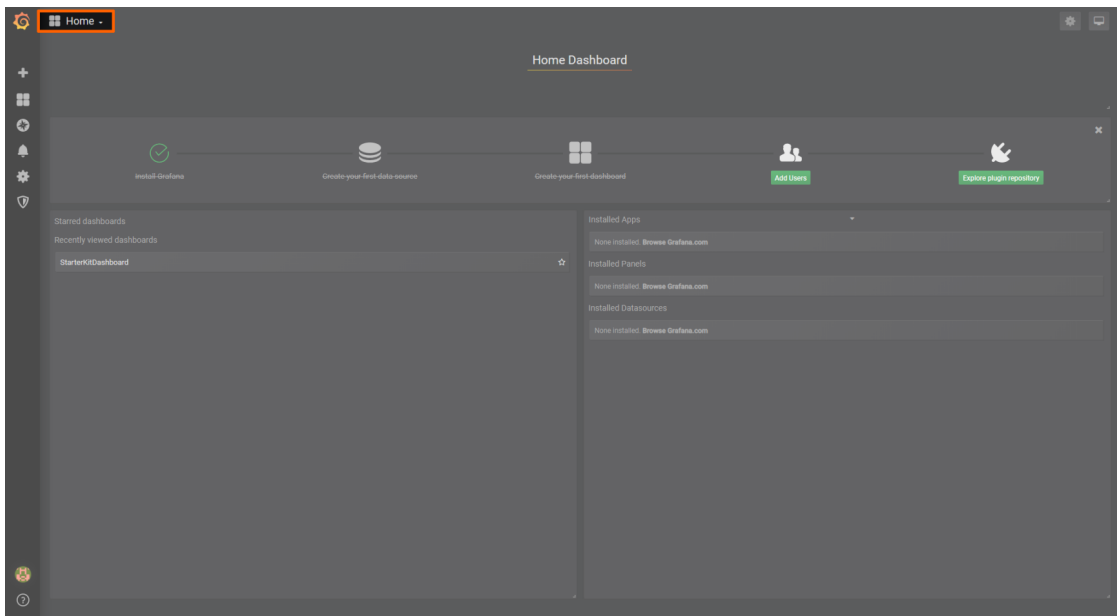 Home
Home Dashboard
Install Grafana
Create your first data source
Create your first dashboard
Add Users
Explore plugin repository
Starred dashboards
Recently viewed dashboards
StarterKitDashboard
Installed Apps
None installed. Browse Grafana.com
Installed Panels
None installed. Browse Grafana.com
Installed Datasources
None installed. Browse Grafana.com